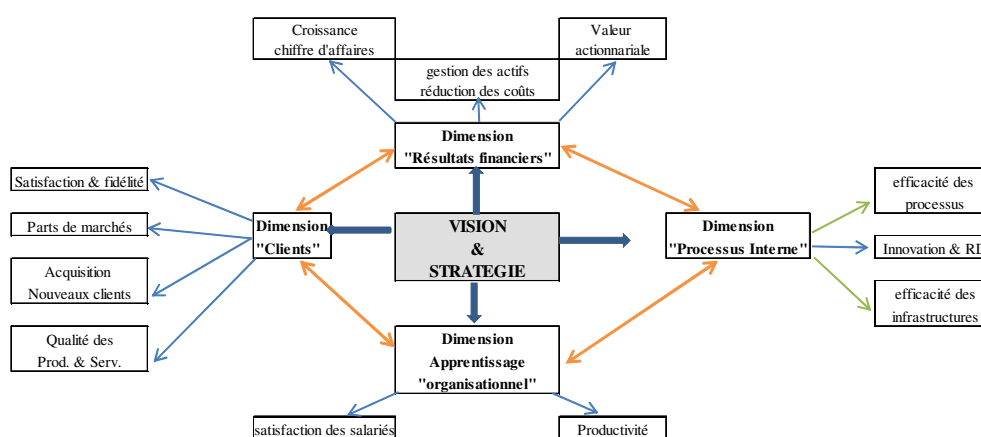 Croissance
chiffre d'affaires
Valeur
actionnariale
gestion des actifs
réduction des coûts
Dimension
"Résultats financiers"
Satisfaction & fidélité
Parts de marchés
Acquisition
Nouveaux clients
Qualité des
Prod. & Serv.
Dimension
"Clients"
VISION
&
STRATEGIE
Dimension
"Processus Interne"
efficacité des
processus
Innovation & RD
efficacité des
infrastructures
Dimension
Apprentissage
"organisationnel"
satisfaction des salariés
Productivité